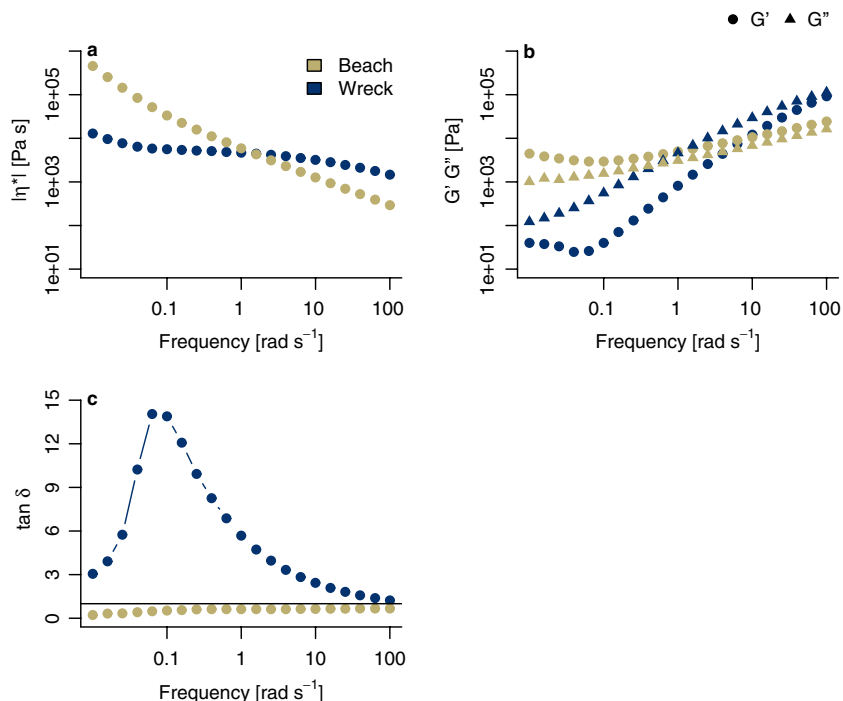 G' G"
a b
Beach
Wreck
|η*| [Pa s]
1e+05
1e+03
1e+01
0.1 1 10 100
Frequency [rad s⁻¹]
G' G" [Pa]
1e+05
1e+03
1e+01
0.1 1 10 100
Frequency [rad s⁻¹]
c
tan δ
15
12
9
6
3
0
0.1 1 10 100
Frequency [rad s⁻¹]